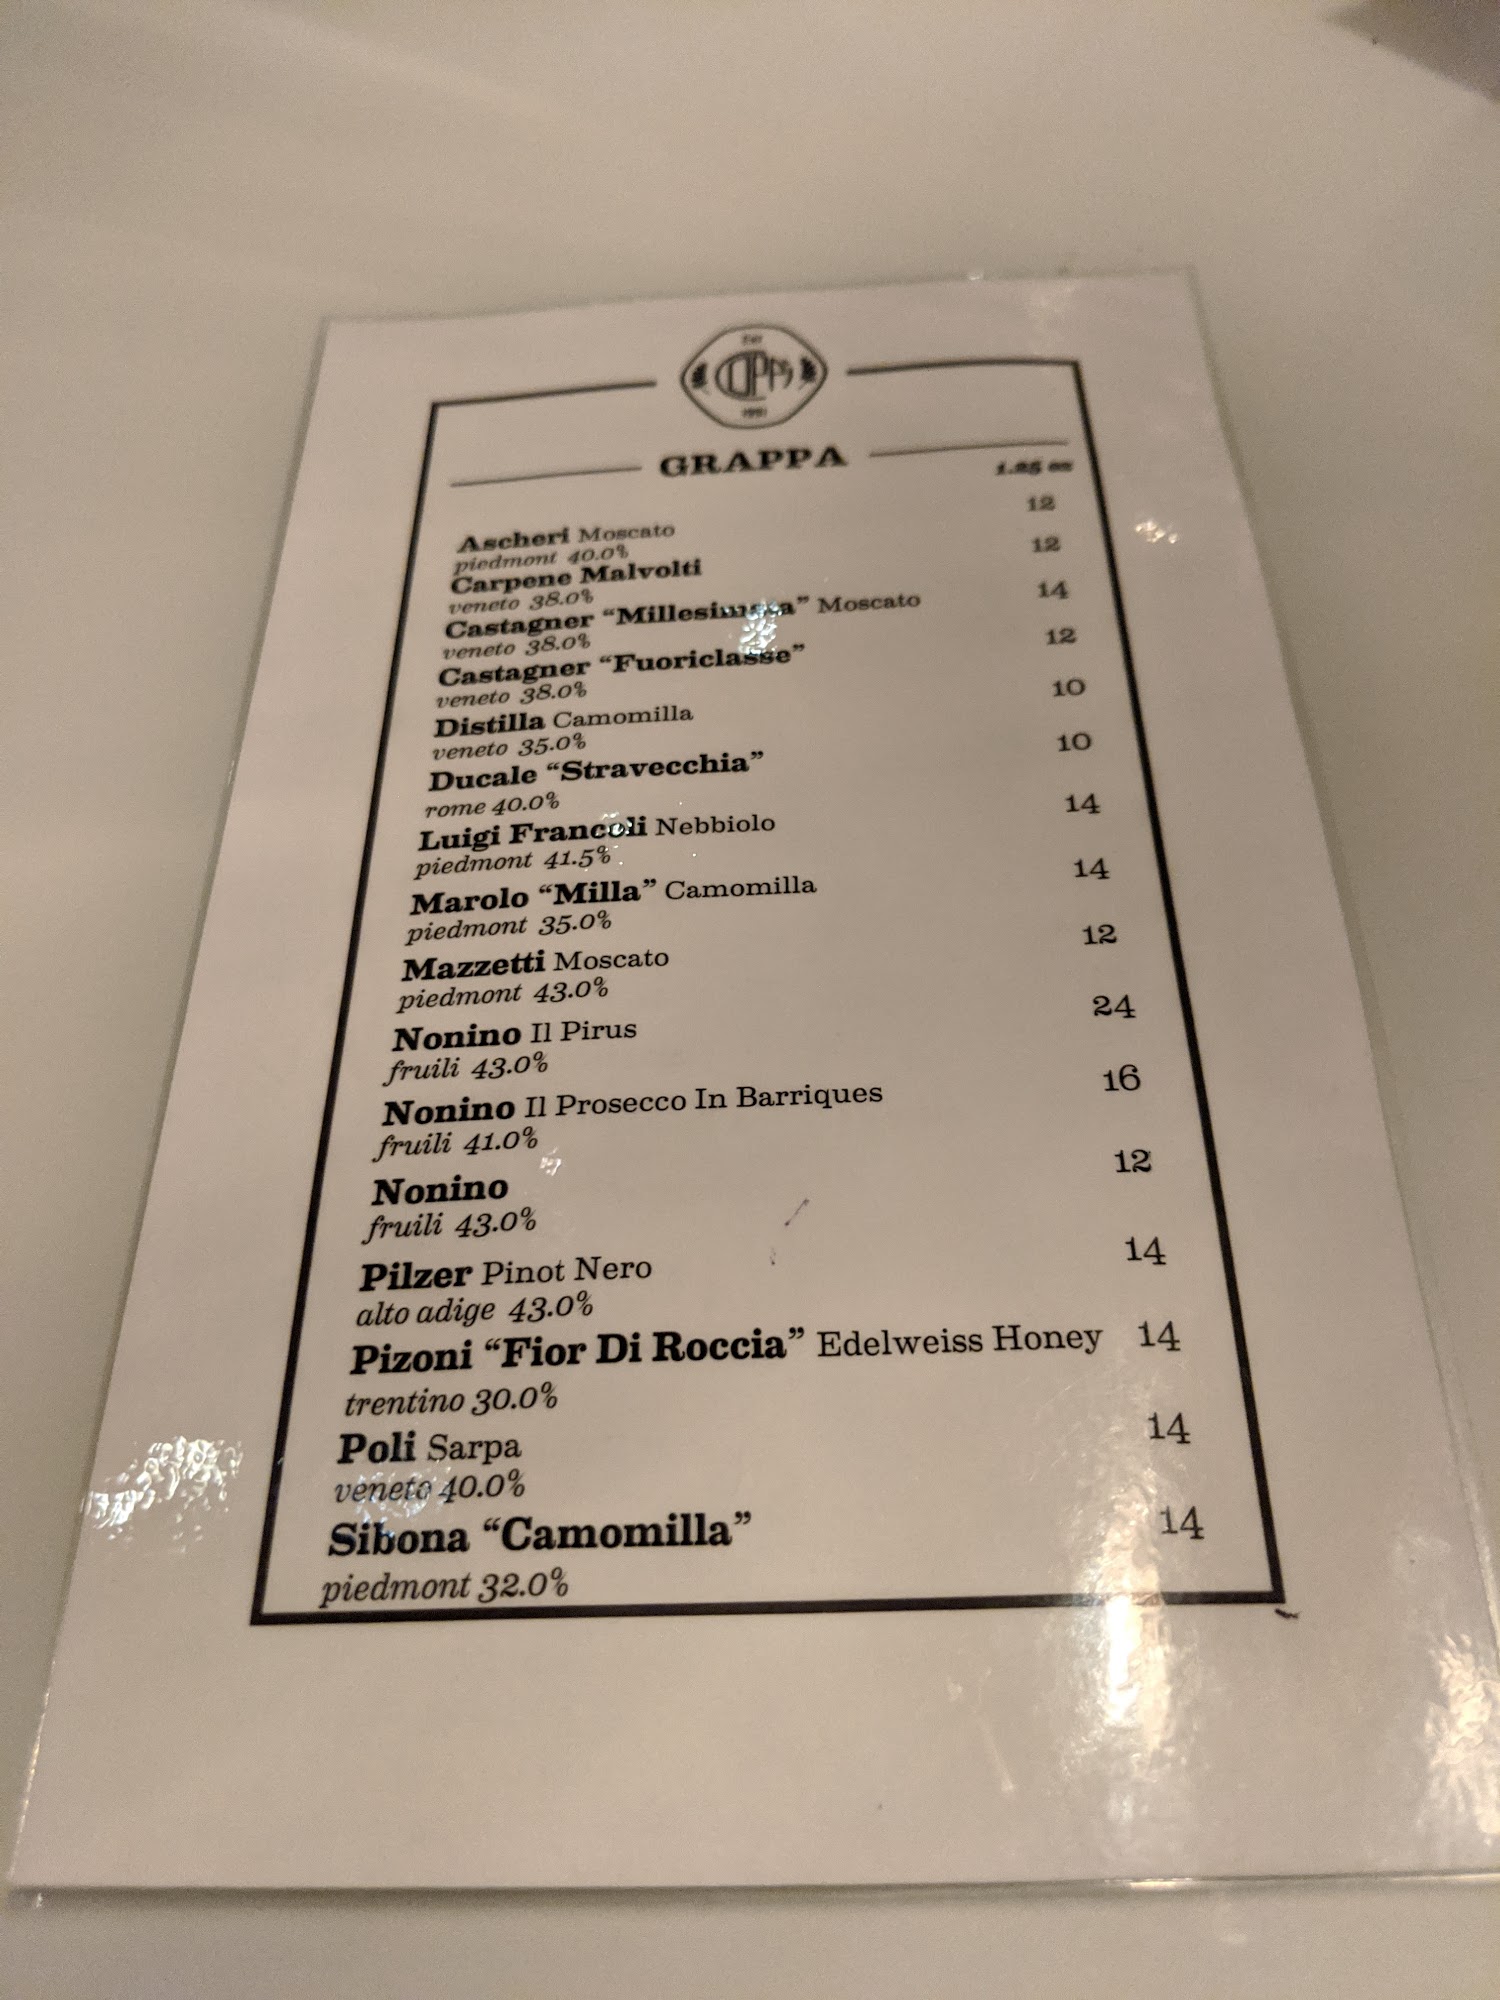 COPPS
GRAPPA
1.25 oz
Ascheri Moscato 12
piedmont 40.0%
Carpene Malvolti 12
veneto 38.0%
Castagner “Millesimata” Moscato 14
veneto 38.0%
Castagner “Fuoriclasse” 12
veneto 38.0%
Distilla Camomilla 10
veneto 35.0%
Ducale “Stravecchia” 10
rome 40.0%
Luigi Francoli Nebbiolo 14
piedmont 41.5%
Marolo “Milla” Camomilla 14
piedmont 35.0%
Mazzetti Moscato 12
piedmont 43.0%
Nonino Il Pirus 24
fruili 43.0%
Nonino Il Prosecco In Barriques 16
fruili 41.0%
Nonino 12
fruili 43.0%
Pilzer Pinot Nero 14
alto adige 43.0%
Pizoni “Fior Di Roccia” Edelweiss Honey 14
trentino 30.0%
Poli Sarpa 14
veneto 40.0%
Sibona “Camomilla” 14
piedmont 32.0%